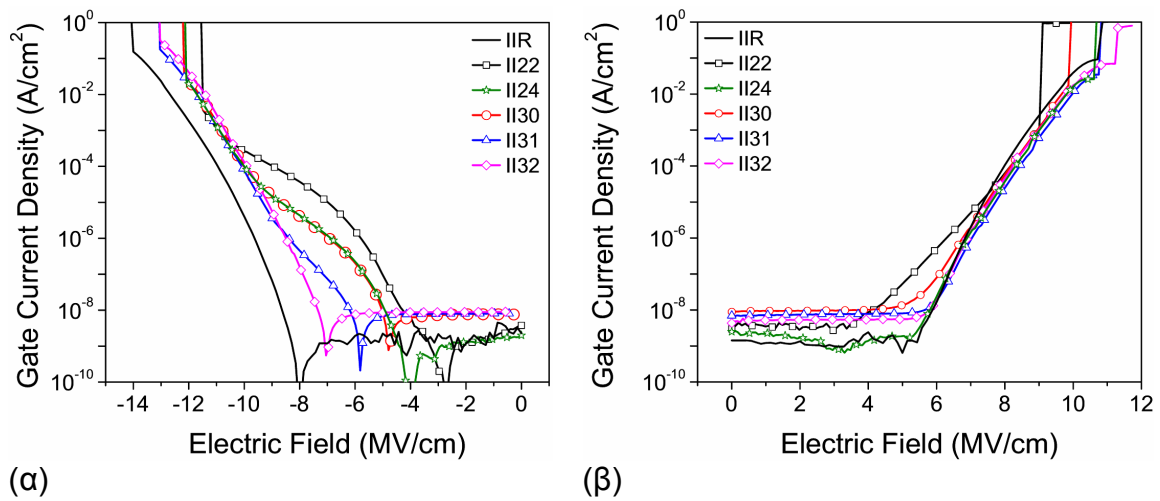 10^0
10^-2
10^-4
10^-6
10^-8
10^-10
Gate Current Density (A/cm^2)
IIR
II22
II24
II30
II31
II32
-14 -12 -10 -8 -6 -4 -2 0
Electric Field (MV/cm)
(α)
10^0
10^-2
10^-4
10^-6
10^-8
10^-10
Gate Current Density (A/cm^2)
IIR
II22
II24
II30
II31
II32
0 2 4 6 8 10 12
Electric Field (MV/cm)
(β)